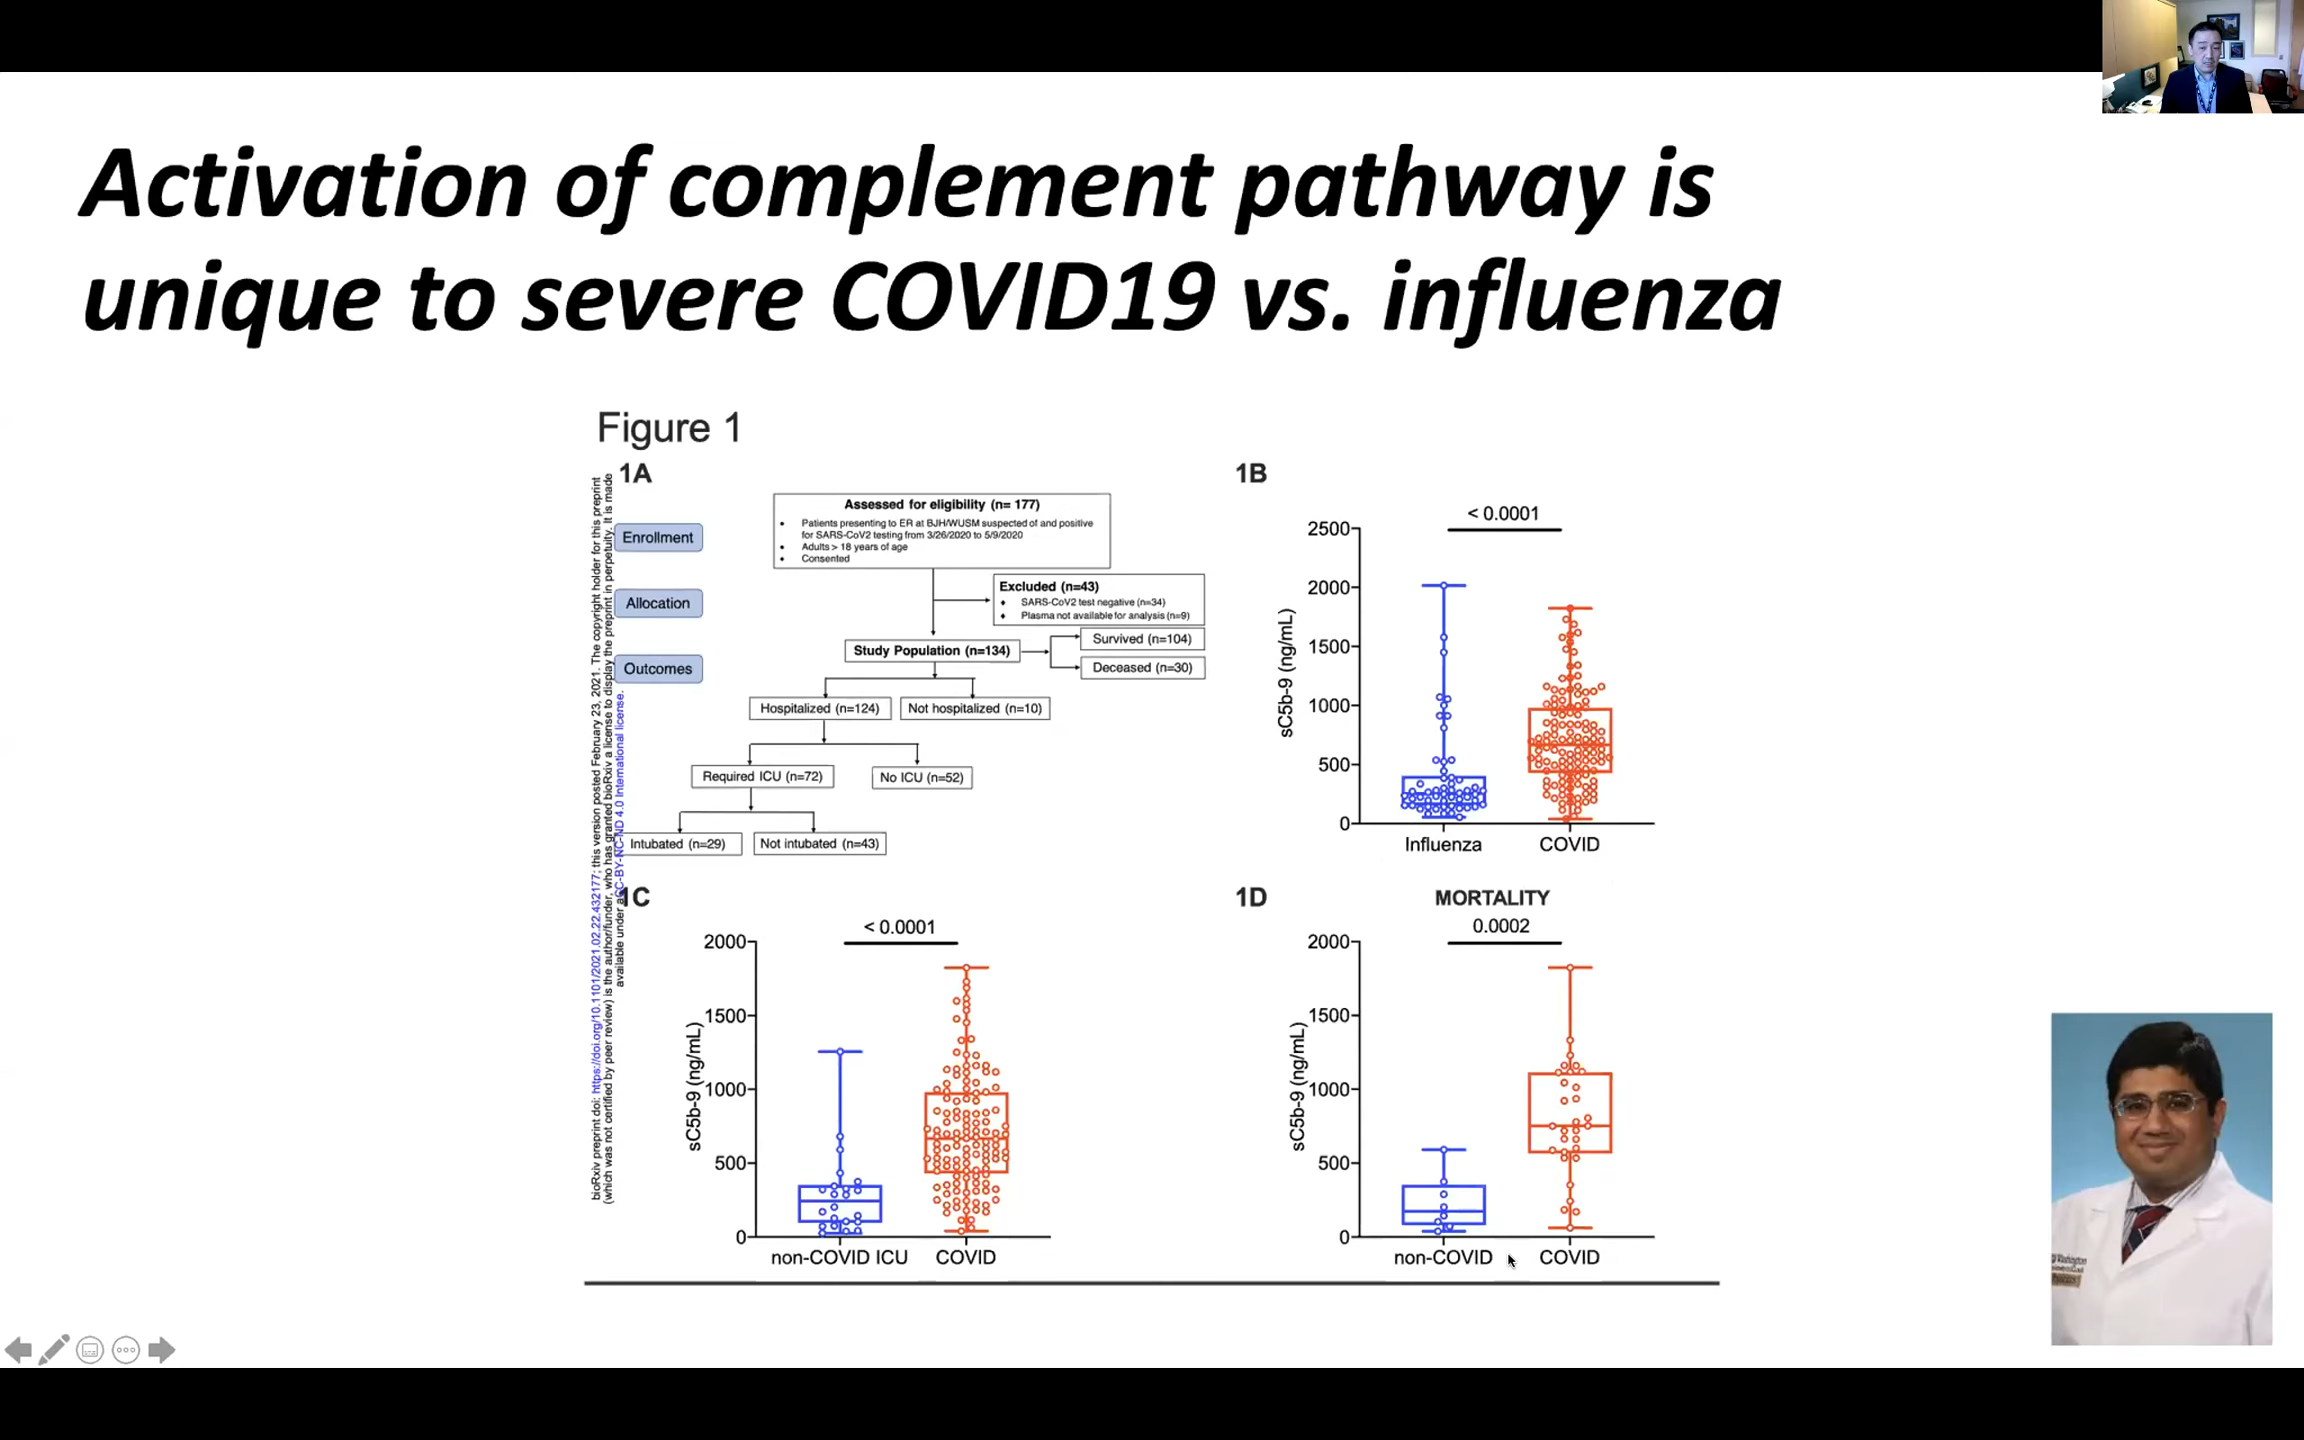 Activation of complement pathway is
unique to severe COVID19 vs. influenza
Figure 1
bioRxiv preprint doi: https://doi.org/10.1101/2021.02.22.432177; this version posted February 23, 2021. The copyright holder for this preprint
(which was not certified by peer review) is the author/funder, who has granted bioRxiv a license to display the preprint in perpetuity. It is made
available under aCC-BY-NC-ND 4.0 International license.
1A
Enrollment
Allocation
Outcomes
Assessed for eligibility (n= 177)
• Patients presenting to ER at BJH/WUSM suspected of and positive
for SARS-CoV2 testing from 3/26/2020 to 5/9/2020
• Adults > 18 years of age
• Consented
Excluded (n=43)
♦ SARS-CoV2 test negative (n=34)
♦ Plasma not available for analysis (n=9)
Study Population (n=134)
Survived (n=104)
Deceased (n=30)
Hospitalized (n=124)
Not hospitalized (n=10)
Required ICU (n=72)
No ICU (n=52)
Intubated (n=29)
Not intubated (n=43)
1B
< 0.0001
sC5b-9 (ng/mL)
2500
2000
1500
1000
500
0
Influenza
COVID
1C
< 0.0001
sC5b-9 (ng/mL)
2000
1500
1000
500
0
non-COVID ICU
COVID
1D
MORTALITY
0.0002
sC5b-9 (ng/mL)
2000
1500
1000
500
0
non-COVID
COVID
Washington